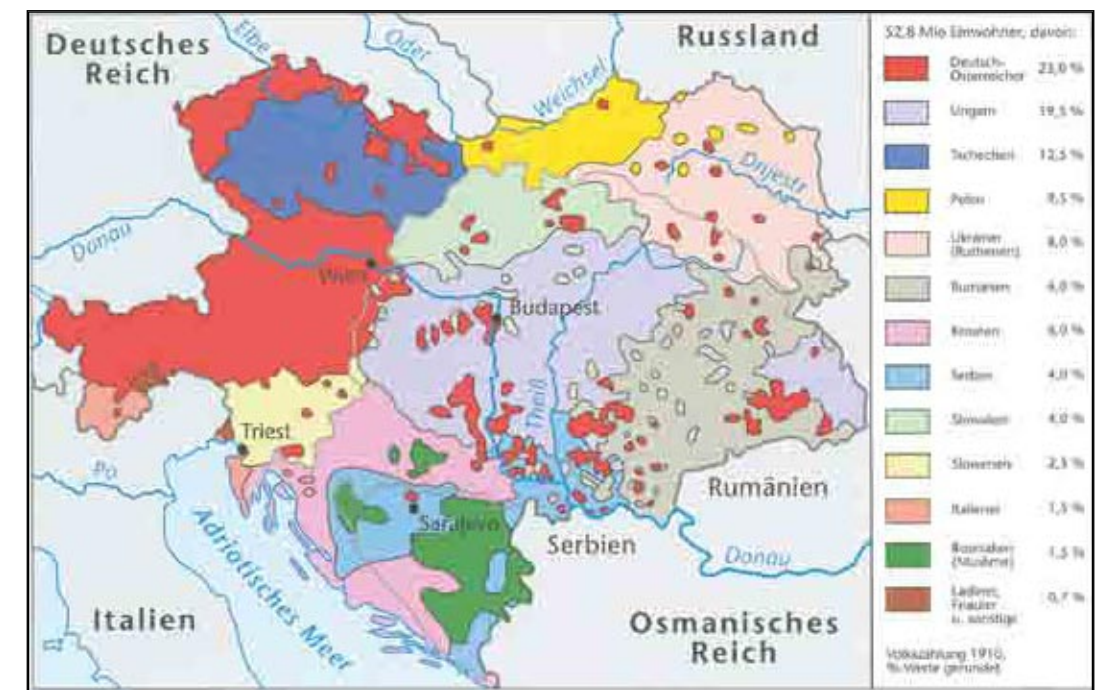 Deutsches
Reich
Elbe
Oder
Weichsel
Russland
Dnjestr
Donau
Wien
Budapest
Theiß
Triest
Po
Sarajevo
Adriatisches Meer
Rumänien
Serbien
Donau
Italien
Osmanisches
Reich
52,8 Mio Einwohner, davon:
Deutsch-
Österreicher 23,0 %
Ungarn 19,5 %
Tschechen 12,5 %
Polen 8,5 %
Ukrainer
(Ruthenen) 8,0 %
Rumänen 6,0 %
Kroaten 6,0 %
Serben 4,0 %
Slowaken 4,0 %
Slowenen 2,5 %
Italiener 1,5 %
Bosniaken
(Muslime) 1,5 %
Ladiner,
Friauler
u. sonstige 0,7 %
Volkszählung 1910,
%-Werte gerundet